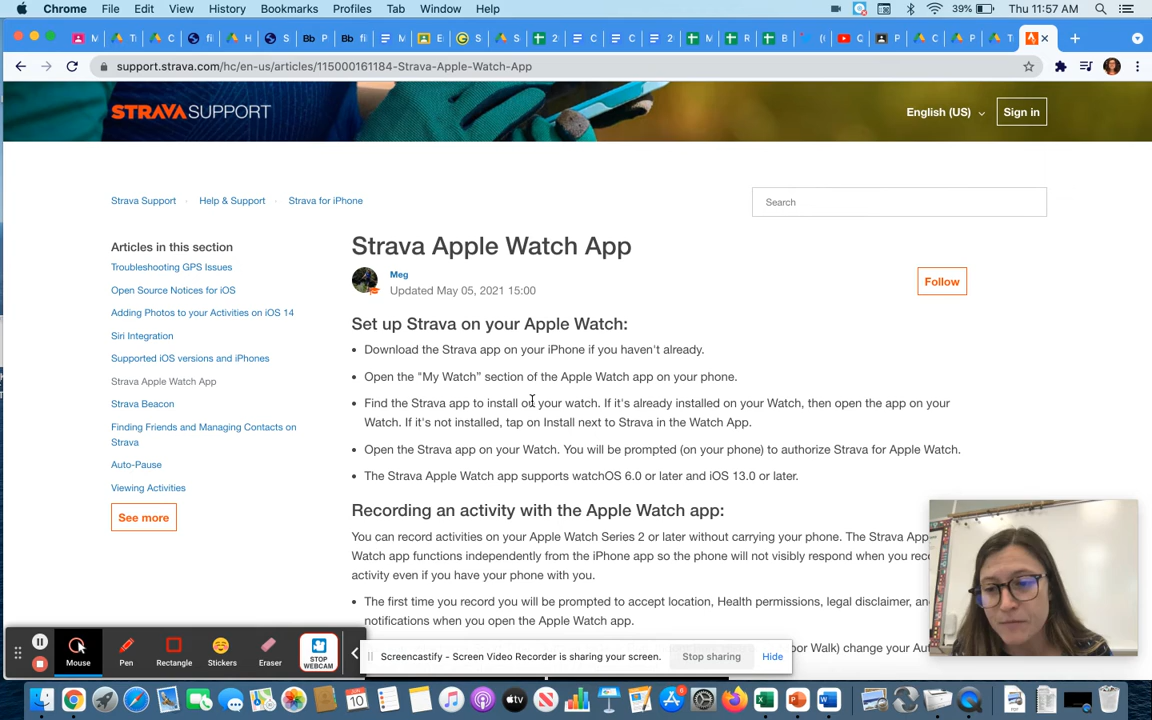 Chrome File Edit View History Bookmarks Profiles Tab Window Help 39% Thu 11:57 AM
support.strava.com/hc/en-us/articles/115000161184-Strava-Apple-Watch-App
STRAVA SUPPORT English (US) Sign in
Strava Support Help & Support Strava for iPhone Search
Articles in this section
Troubleshooting GPS Issues
Open Source Notices for iOS
Adding Photos to your Activities on iOS 14
Siri Integration
Supported iOS versions and iPhones
Strava Apple Watch App
Strava Beacon
Finding Friends and Managing Contacts on
Strava
Auto-Pause
Viewing Activities
See more
Strava Apple Watch App
Meg
Updated May 05, 2021 15:00
Follow
Set up Strava on your Apple Watch:
• Download the Strava app on your iPhone if you haven't already.
• Open the "My Watch” section of the Apple Watch app on your phone.
• Find the Strava app to install on your watch. If it's already installed on your Watch, then open the app on your
Watch. If it's not installed, tap on Install next to Strava in the Watch App.
• Open the Strava app on your Watch. You will be prompted (on your phone) to authorize Strava for Apple Watch.
• The Strava Apple Watch app supports watchOS 6.0 or later and iOS 13.0 or later.
Recording an activity with the Apple Watch app:
You can record activities on your Apple Watch Series 2 or later without carrying your phone. The Strava App
Watch app functions independently from the iPhone app so the phone will not visibly respond when you rec
activity even if you have your phone with you.
• The first time you record you will be prompted to accept location, Health permissions, legal disclaimer, an
notifications when you open the Apple Watch app.
or Walk) change your Au
Mouse Pen Rectangle Stickers Eraser STOP
WEBCAM
Screencastify - Screen Video Recorder is sharing your screen. Stop sharing Hide